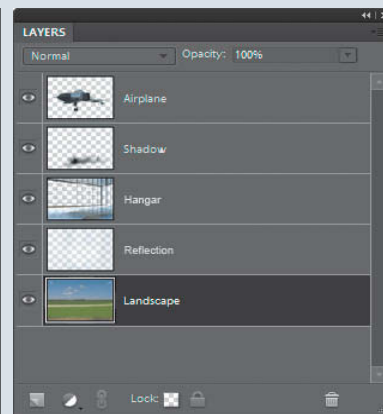 LAYERS
Normal Opacity: 100%
Airplane
Shadow
Hangar
Reflection
Landscape
Lock: